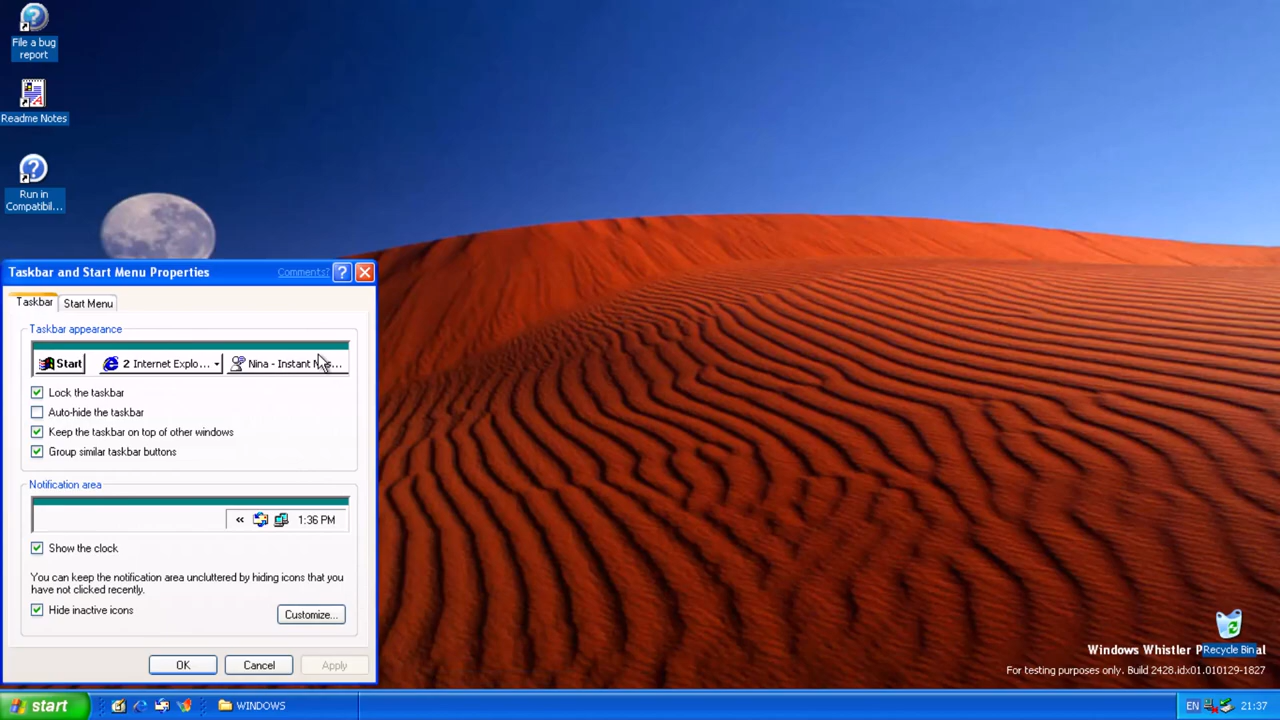 File a bug
report
Readme Notes
Run in
Compatibil...
Taskbar and Start Menu Properties
Comments?
Taskbar
Start Menu
Taskbar appearance
Start
2 Internet Explo...
Nina - Instant
Lock the taskbar
Auto-hide the taskbar
Keep the taskbar on top of other windows
Group similar taskbar buttons
Notification area
«
1:36 PM
Show the clock
You can keep the notification area uncluttered by hiding icons that you
have not clicked recently.
Hide inactive icons
Customize...
OK
Cancel
Apply
Recycle Bin
Windows Whistler
For testing purposes only. Build 2428.idx01.010129-1827
start
WINDOWS
EN
21:37